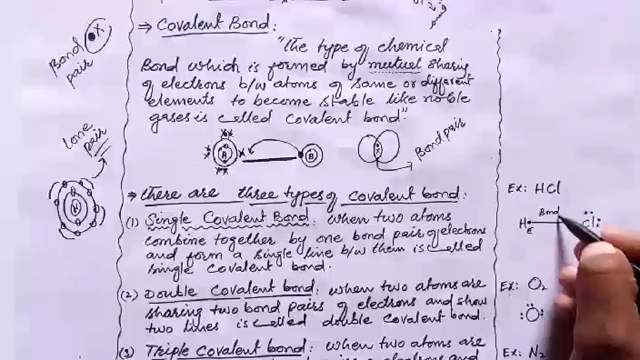 ⇒ Covalent Bond:
"The type of chemical
Bond which is formed by mutuel sharing
of electrons b/w atoms of same or different
elements to become stable like noble
gases is called covalent bond"
Bond
pair
X
Lone
pair
A
B
Bond pair
⇒ There are three types of covalent bond:
(1) Single Covalent Bond: when two atoms
combine together by one bond pair of electrons
and form a single line b/w them is called
single covalent bond.
(2) Double Covalent bond: when two atoms are
sharing two bond pairs of electrons and show
two lines is called double covalent bond.
(3) Triple Covalent bond: when two atoms are
Ex: HCl
Bond
H
Cl
Ex: O₂
:O:
Ex: N₂